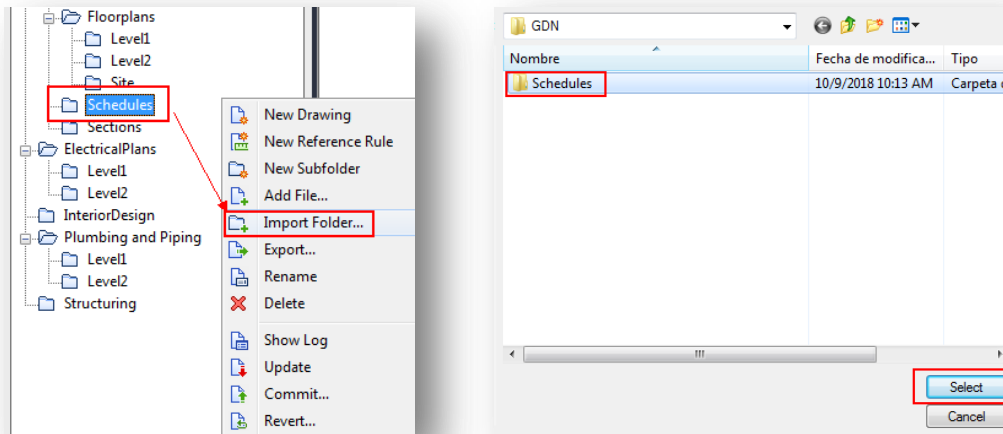 Floorplans
Level1
Level2
Site
Schedules
Sections
ElectricalPlans
Level1
Level2
InteriorDesign
Plumbing and Piping
Level1
Level2
Structuring
New Drawing
New Reference Rule
New Subfolder
Add File...
Import Folder...
Export...
Rename
Delete
Show Log
Update
Commit...
Revert...
GDN
Nombre Fecha de modifica... Tipo
Schedules 10/9/2018 10:13 AM Carpeta
Select
Cancel